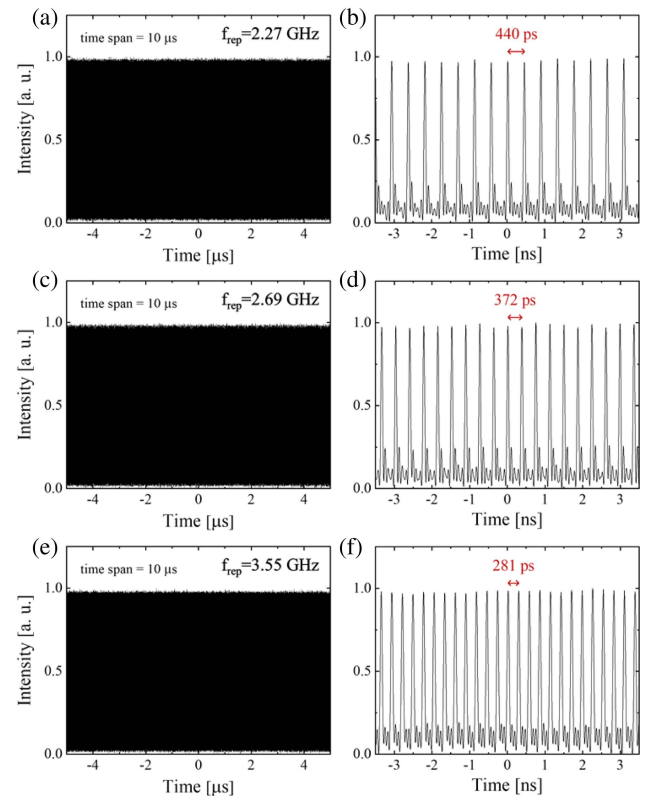 (a)
time span = 10 μs
f_rep=2.27 GHz
Intensity [a. u.]
1.0
0.5
0.0
-4 -2 0 2 4
Time [μs]
(b)
440 ps
1.0
0.5
0.0
-3 -2 -1 0 1 2 3
Time [ns]
(c)
time span = 10 μs
f_rep=2.69 GHz
Intensity [a. u.]
1.0
0.5
0.0
-4 -2 0 2 4
Time [μs]
(d)
372 ps
1.0
0.5
0.0
-3 -2 -1 0 1 2 3
Time [ns]
(e)
time span = 10 μs
f_rep=3.55 GHz
Intensity [a. u.]
1.0
0.5
0.0
-4 -2 0 2 4
Time [μs]
(f)
281 ps
1.0
0.5
0.0
-3 -2 -1 0 1 2 3
Time [ns]